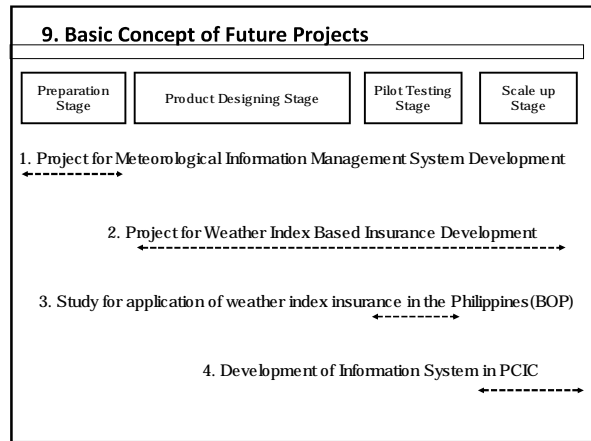 9. Basic Concept of Future Projects
Preparation
Stage
Product Designing Stage
Pilot Testing
Stage
Scale up
Stage
1. Project for Meteorological Information Management System Development
2. Project for Weather Index Based Insurance Development
3. Study for application of weather index insurance in the Philippines(BOP)
4. Development of Information System in PCIC